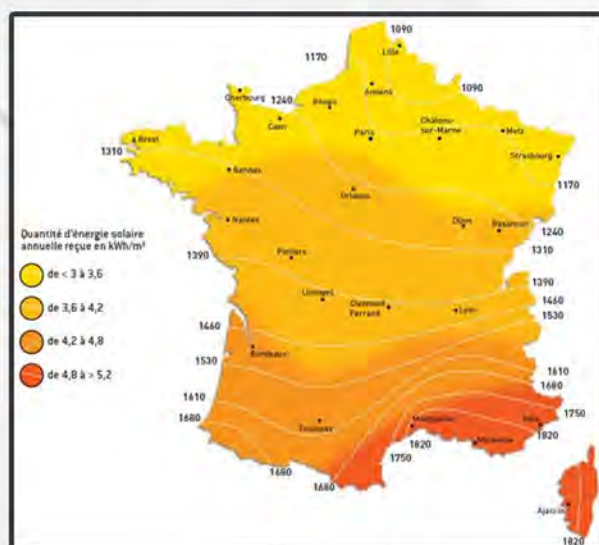 1090
Lille
1170
1090
Amiens
Cherbourg
1240
Rouen
Caen
Châlons-
sur-Marne
Metz
Paris
Brest
Strasbourg
1310
Rennes
1170
Orléans
Nantes
Dijon
Besançon
1240
1310
Quantité d'énergie solaire
annuelle reçue en kWh/m²
de < 3 à 3,6
de 3,6 à 4,2
de 4,2 à 4,8
de 4,8 à > 5,2
1390
Poitiers
1390
Limoges
Clermont
Ferrand
Lyon
1460
1530
1460
Bordeaux
1530
1610
1680
1610
1680
Toulouse
Montpellier
Nice
1750
1820
Marseille
1820
1750
1680
1680
Ajaccio
1820